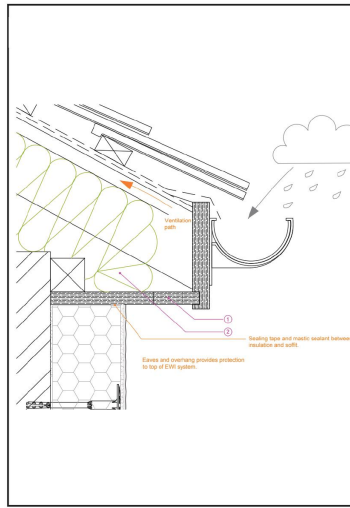 Ventilation
path
1
2
Sealing tape and mastic sealant between
insulation and soffit.
Eaves and overhang provides protection
to top of EWI system.